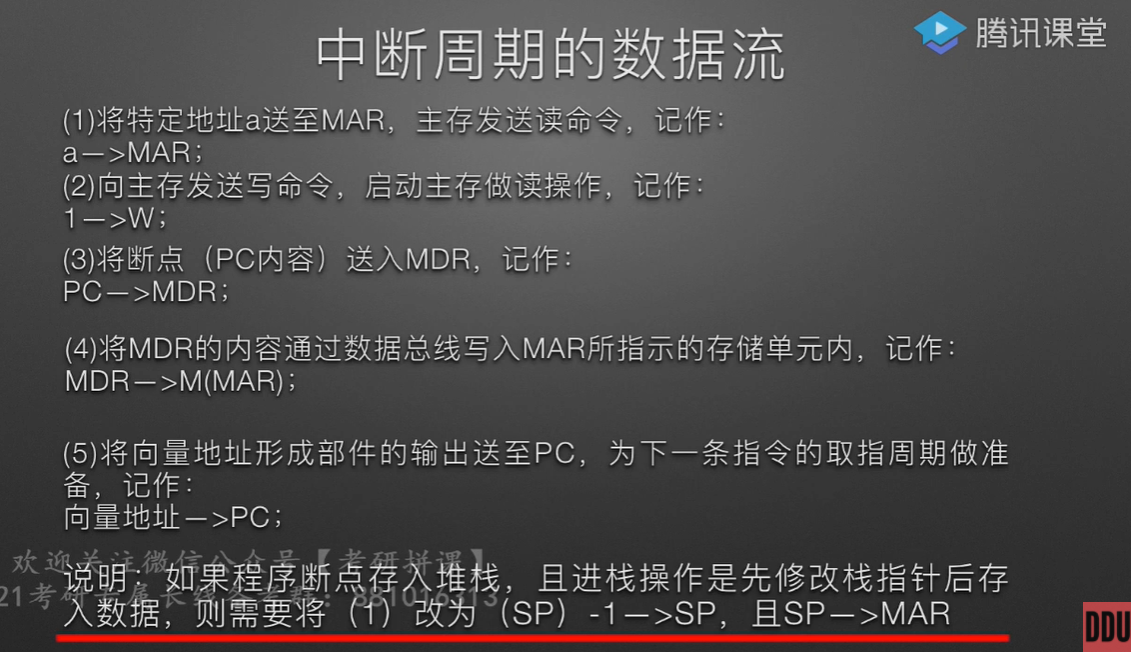 中断周期的数据流
腾讯课堂
(1)将特定地址a送至MAR，主存发送读命令，记作：
a—>MAR；
(2)向主存发送写命令，启动主存做读操作，记作：
1—>W；
(3)将断点（PC内容）送入MDR，记作：
PC—>MDR；
(4)将MDR的内容通过数据总线写入MAR所指示的存储单元内，记作：
MDR—>M(MAR)；
(5)将向量地址形成部件的输出送至PC，为下一条指令的取指周期做准
备，记作：
向量地址—>PC；
欢迎关注微信公众号【考研拼课】
说明：如果程序断点存入堆栈，且进栈操作是先修改栈指针后存
21考研
入数据，则需要将（1）改为（SP）-1—>SP，且SP—>MAR
DDU